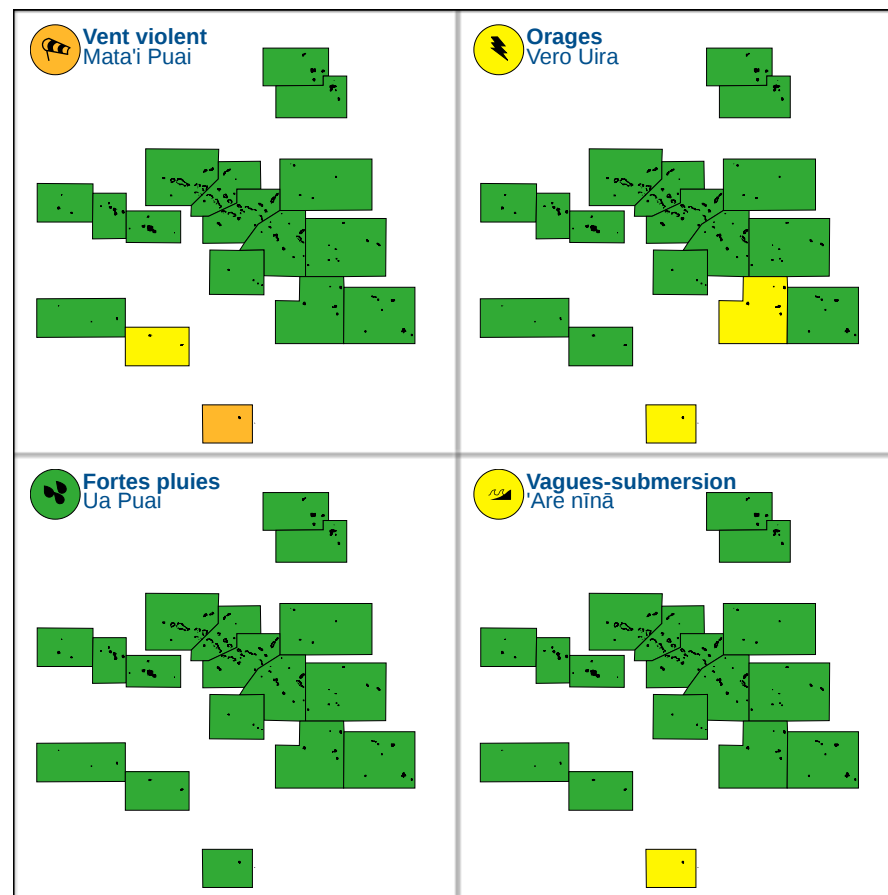 Vent violent
Mata'i Puai
Orages
Vero Uira
Fortes pluies
Ua Puai
Vagues-submersion
'Are nīnā